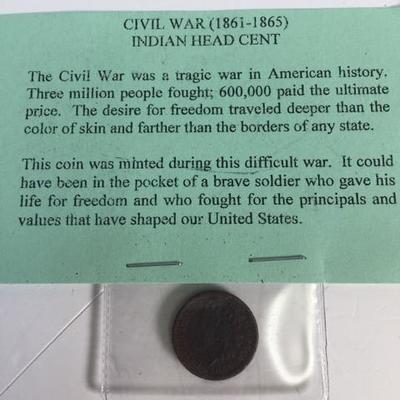 CIVIL WAR (1861-1865)
INDIAN HEAD CENT
The Civil War was a tragic war in American history.
Three million people fought; 600,000 paid the ultimate
price. The desire for freedom traveled deeper than the
color of skin and farther than the borders of any state.
This coin was minted during this difficult war. It could
have been in the pocket of a brave soldier who gave his
life for freedom and who fought for the principals and
values that have shaped our United States.